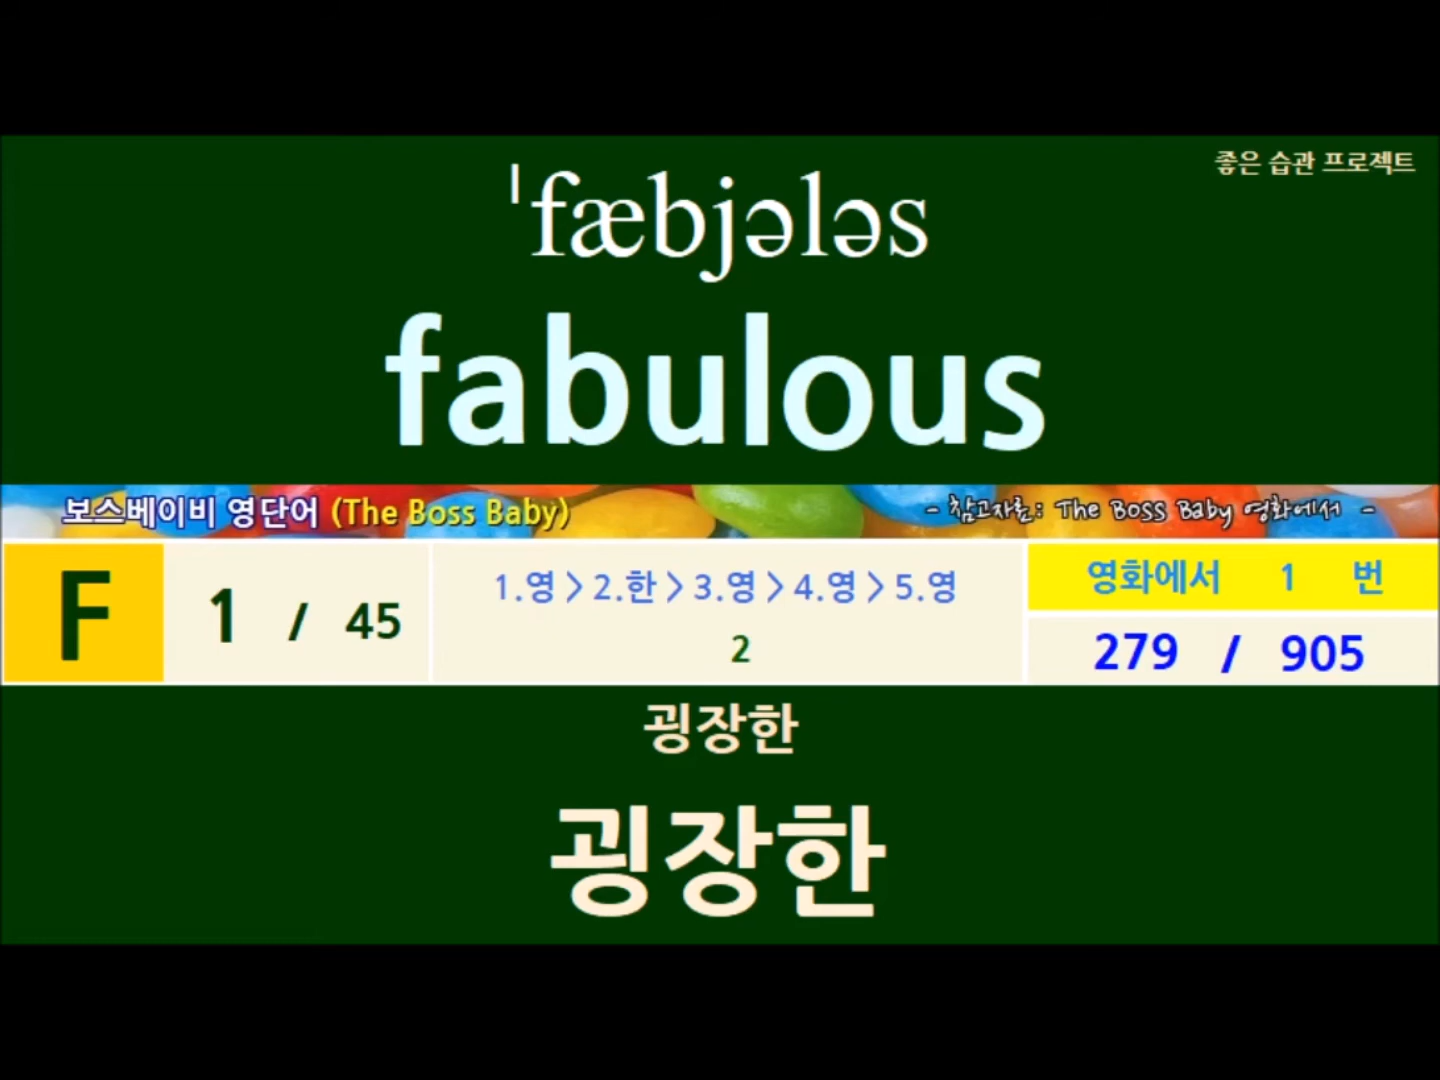 좋은 습관 프로젝트
ˈfæbjələs
fabulous
보스베이비 영단어 (The Boss Baby)
- 참고자료: The Boss Baby 영화에서 -
F
1 / 45
1.영 > 2.한 > 3.영 > 4.영 > 5.영
2
영화에서 1 번
279 / 905
굉장한
굉장한